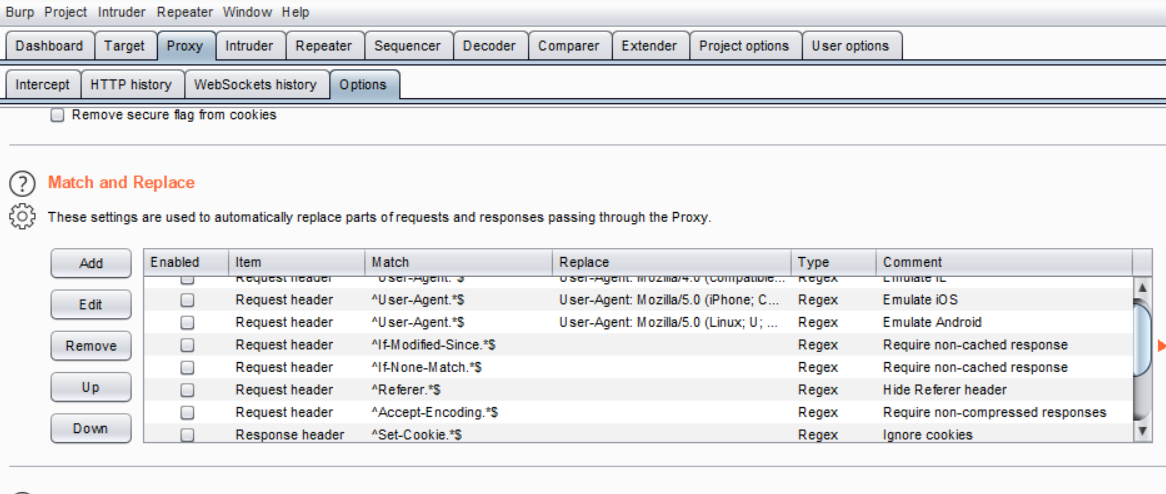 Burp Project Intruder Repeater Window Help
Dashboard Target Proxy Intruder Repeater Sequencer Decoder Comparer Extender Project options User options
Intercept HTTP history WebSockets history Options
Remove secure flag from cookies
? Match and Replace
These settings are used to automatically replace parts of requests and responses passing through the Proxy.
Add Enabled Item Match Replace Type Comment
Request header User-Agent.*$ User-Agent: Mozilla/4.0 (compatible... Regex Emulate IE
Edit Request header ^User-Agent.*$ User-Agent: Mozilla/5.0 (iPhone; C... Regex Emulate iOS
Request header ^User-Agent.*$ User-Agent: Mozilla/5.0 (Linux; U; ... Regex Emulate Android
Remove Request header ^If-Modified-Since.*$ Regex Require non-cached response
Request header ^If-None-Match.*$ Regex Require non-cached response
Up Request header ^Referer.*$ Regex Hide Referer header
Request header ^Accept-Encoding.*$ Regex Require non-compressed responses
Down Response header ^Set-Cookie.*$ Regex Ignore cookies